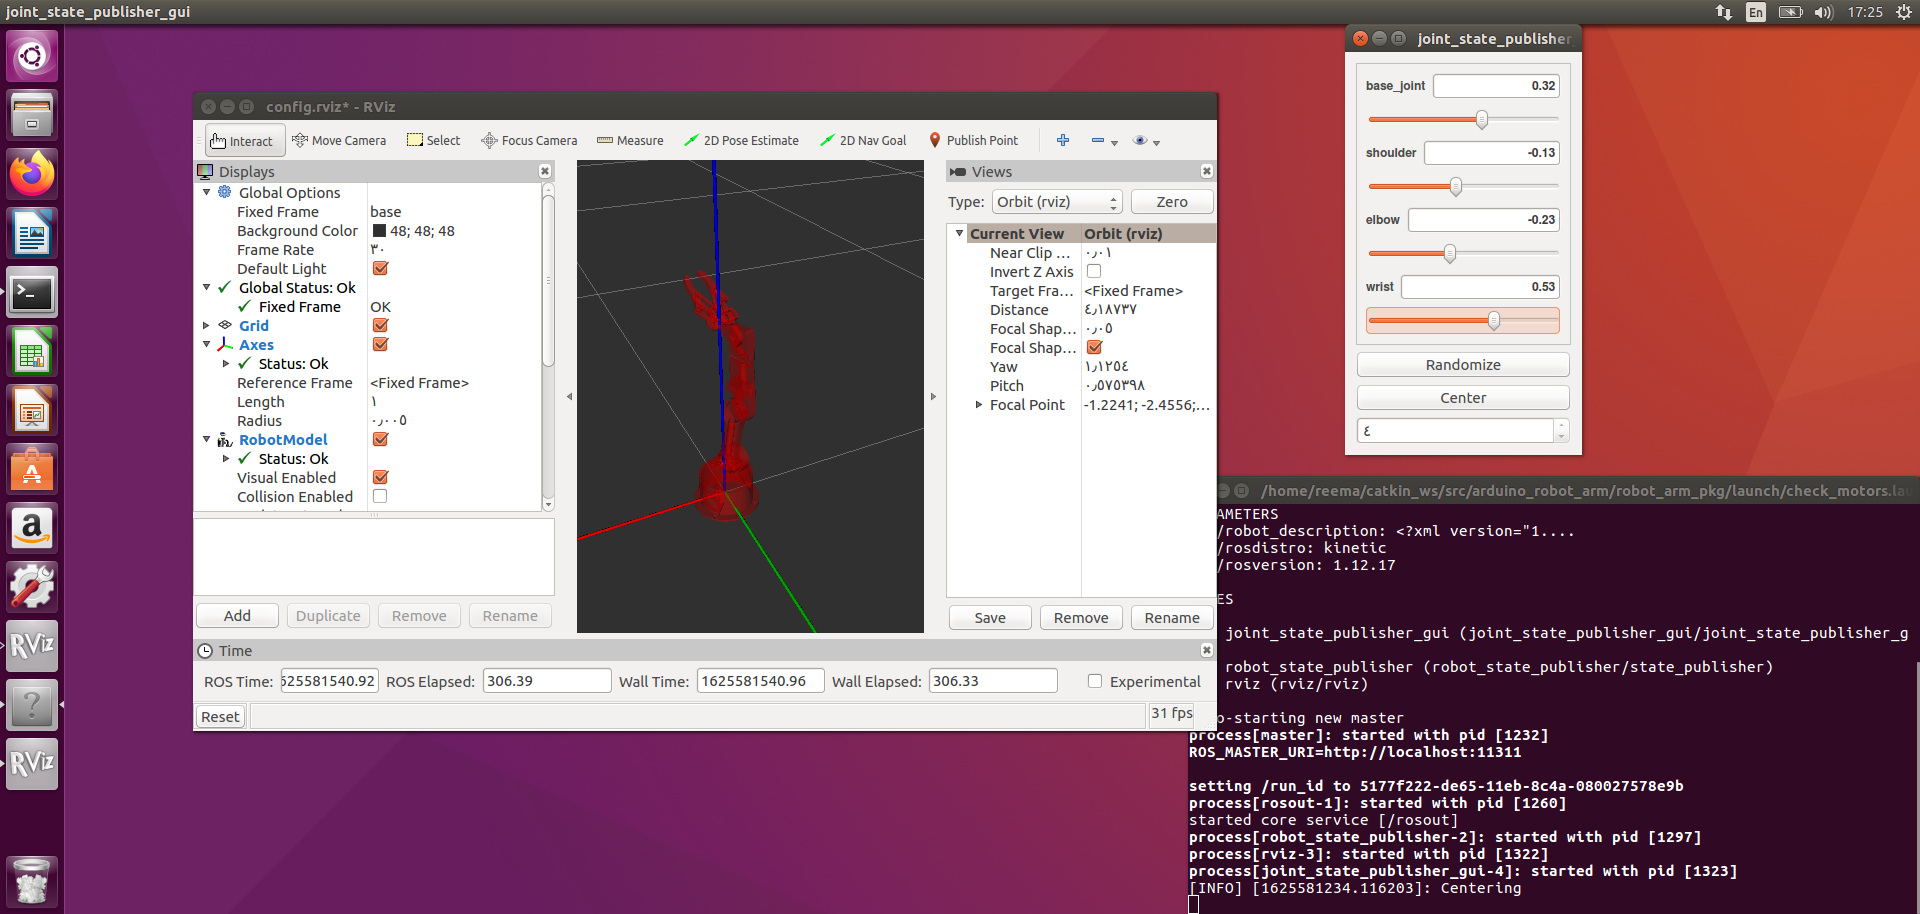 joint_state_publisher_gui
En
17:25
config.rviz* - RViz
Interact
Move Camera
Select
Focus Camera
Measure
2D Pose Estimate
2D Nav Goal
Publish Point
Displays
Global Options
Fixed Frame base
Background Color 48; 48; 48
Frame Rate ٣٠
Default Light
Global Status: Ok
Fixed Frame OK
Grid
Axes
Status: Ok
Reference Frame <Fixed Frame>
Length ١
Radius ٠٫٠٠٥
RobotModel
Status: Ok
Visual Enabled
Collision Enabled
Add
Duplicate
Remove
Rename
Views
Type: Orbit (rviz) Zero
Current View Orbit (rviz)
Near Clip ... ٠٫٠١
Invert Z Axis
Target Fra... <Fixed Frame>
Distance ٤٫١٨٧٣٧
Focal Shap... ٠٫٠٥
Focal Shap...
Yaw ١٫١٢٥٤
Pitch ٠٫٥٧٥٣٩٨
Focal Point -1.2241; -2.4556;...
Save
Remove
Rename
Time
ROS Time: 625581540.92 ROS Elapsed: 306.39 Wall Time: 1625581540.96 Wall Elapsed: 306.33 Experimental
Reset
31 fps
joint_state_publisher
base_joint 0.32
shoulder -0.13
elbow -0.23
wrist 0.53
Randomize
Center
٤
/home/reema/catkin_ws/src/arduino_robot_arm/robot_arm_pkg/launch/check_motors.lau
AMETERS
/robot_description: <?xml version="1....
/rosdistro: kinetic
/rosversion: 1.12.17
ES
joint_state_publisher_gui (joint_state_publisher_gui/joint_state_publisher_g
robot_state_publisher (robot_state_publisher/state_publisher)
rviz (rviz/rviz)
o-starting new master
process[master]: started with pid [1232]
ROS_MASTER_URI=http://localhost:11311
setting /run_id to 5177f222-de65-11eb-8c4a-080027578e9b
process[rosout-1]: started with pid [1260]
started core service [/rosout]
process[robot_state_publisher-2]: started with pid [1297]
process[rviz-3]: started with pid [1322]
process[joint_state_publisher_gui-4]: started with pid [1323]
[INFO] [1625581234.116203]: Centering
RViz
RViz